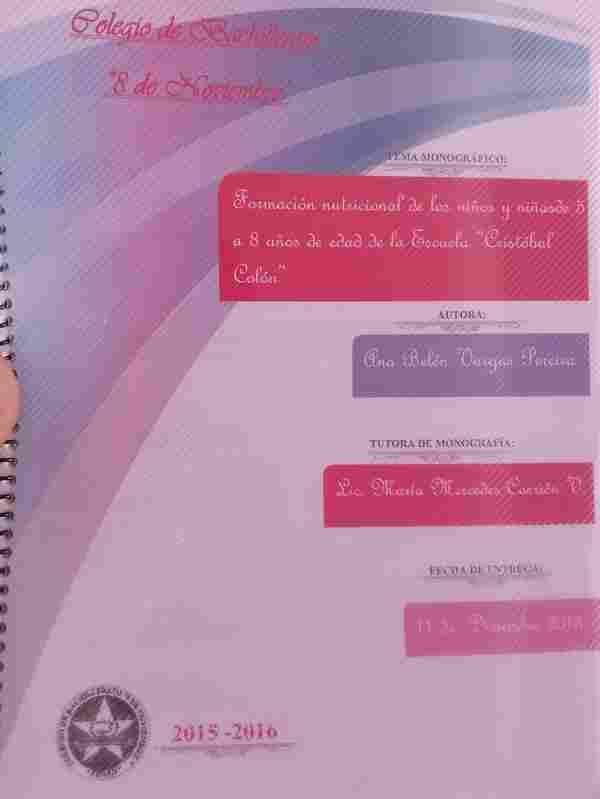 Colegio de Bachillerato
"8 de Noviembre"
TEMA MONOGRÁFICO:
Formación nutricional de los niños y niñasde 5
a 8 años de edad de la Escuela "Cristóbal
Colón"
AUTORA:
Ana Belén Vargas Pereira
TUTORA DE MONOGRAFÍA:
Lic. María Mercedes Carrión V.
FECHA DE ENTREGA:
11 de Diciembre 2015
2015 -2016